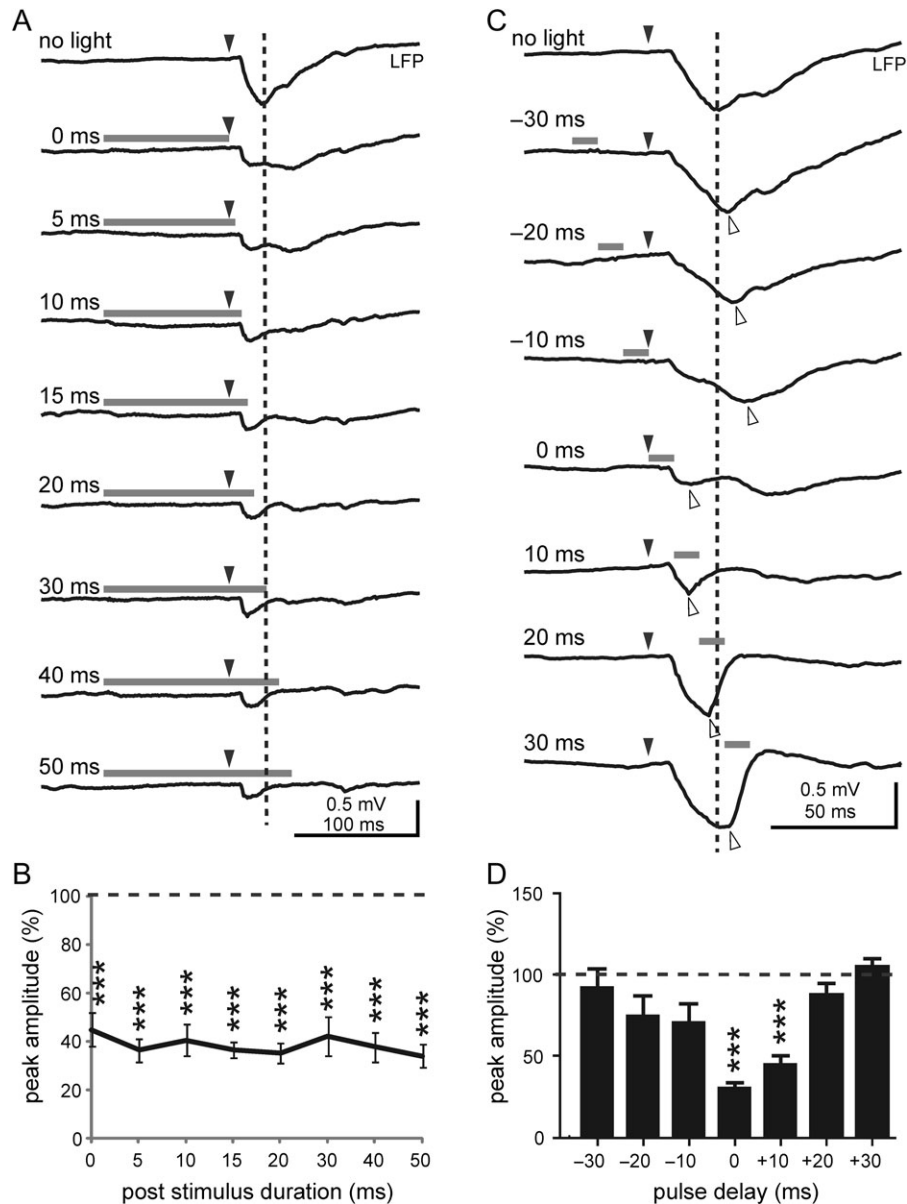 A
no light
LFP
0 ms
5 ms
10 ms
15 ms
20 ms
30 ms
40 ms
50 ms
0.5 mV
100 ms
C
no light
LFP
–30 ms
–20 ms
–10 ms
0 ms
10 ms
20 ms
30 ms
0.5 mV
50 ms
B
peak amplitude (%)
100
80
60
40
20
0
*** *** *** *** *** *** *** ***
0 5 10 15 20 30 40 50
post stimulus duration (ms)
D
peak amplitude (%)
150
100
50
0
*** ***
–30 –20 –10 0 +10 +20 +30
pulse delay (ms)